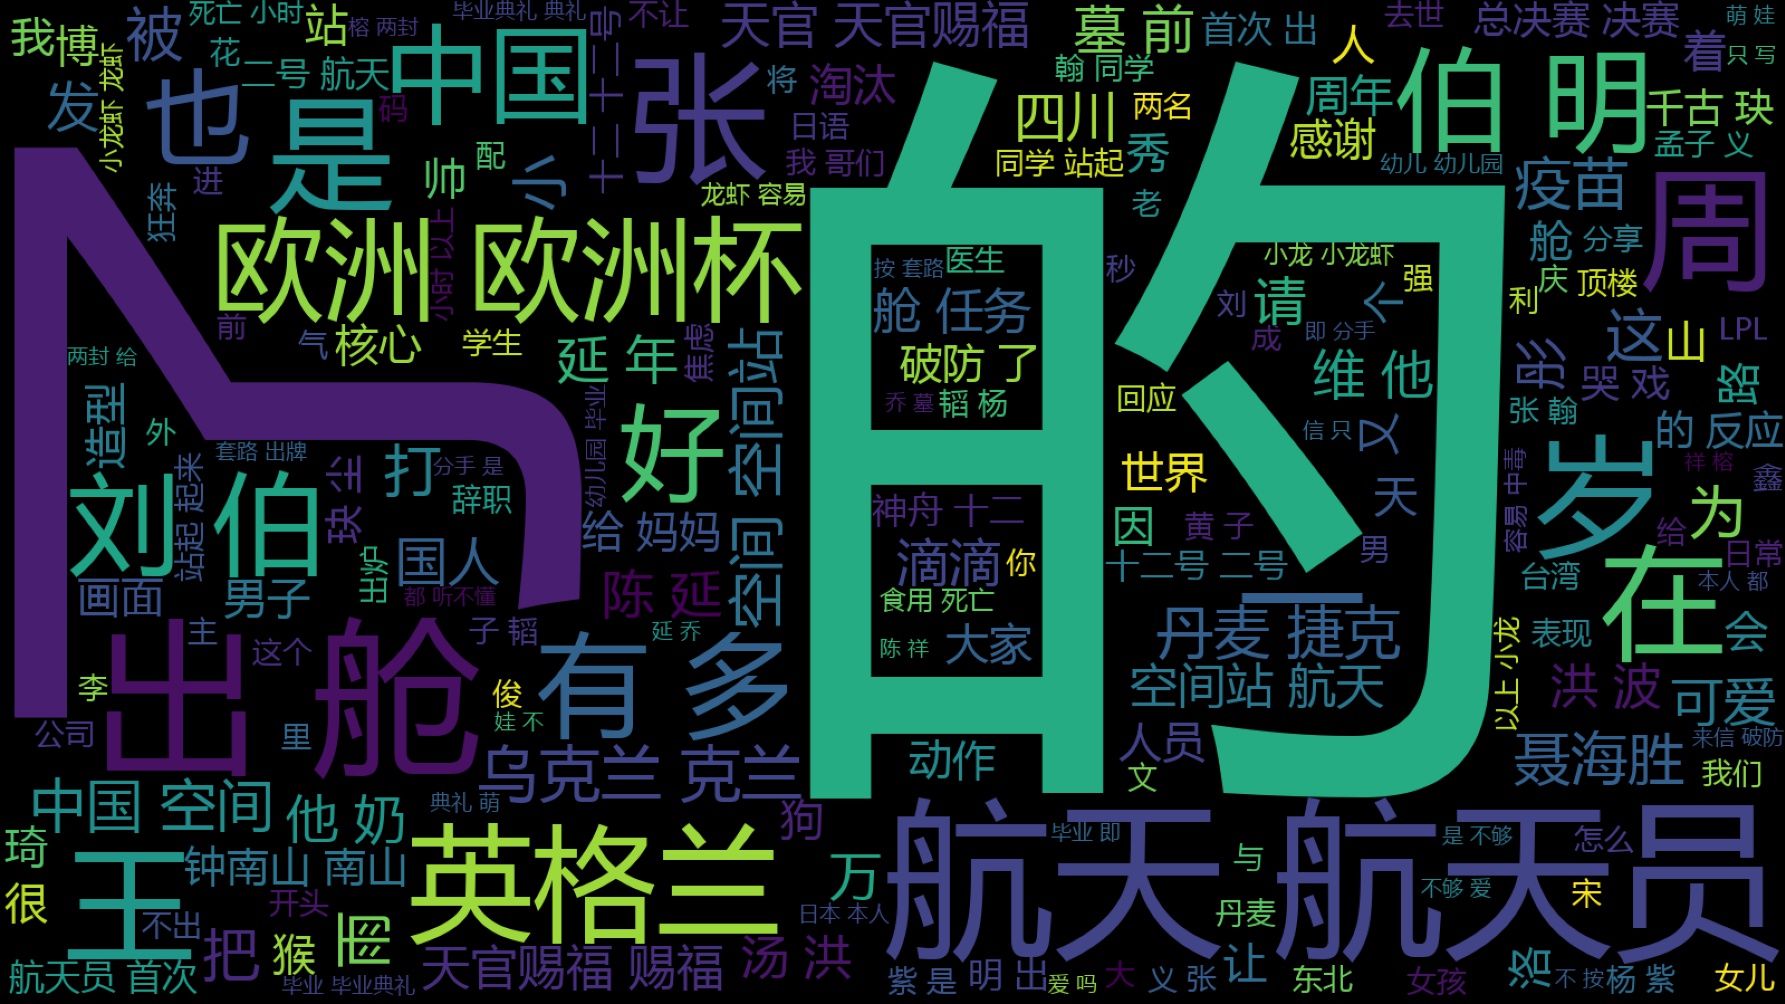 我博
被
死亡 小时
站
毕业典礼 典礼
十二 十二号
不让
天官 天官赐福
墓 前
首次 出
人
去世
总决赛 决赛
萌 娃
榕 两封
花
二号 航天
中国
张
将
淘汰
翰 同学
周年
伯 明
着
只 写
发
小龙虾 龙虾
也
是
码
四川
两名
感谢
千古 玦
日语
我 哥们
同学 站起
秀
幼儿 幼儿园
孟子 义
狂奔
进
帅
配
小
龙虾 容易
老
疫苗
周
欧洲 欧洲杯
小时 以上
的
按 套路
医生
秒
小龙 小龙虾
强
舱
分享
庆
顶楼
利
前
气
核心
学生
延 年
焦虑
空间 空间站
舱 任务
刘
请
个
成
即 分手
彤
这
山
LPL
两封 给
造型
外
套路 出牌
破防 了
乔 墓
韬 杨
回应
维 他
信 只
又
哭 戏
路
张 翰
的 反应
打
分手 是
幼儿园 毕业
好
世界
岁
祥 榕
鑫
刘 伯
站起 起来
玦 尘
辞职
神舟 十二
因
黄 子
天
容易 中毒
为
给
日常
画面
男子
出炉
国人
给 妈妈
滴滴
你
男
十二号 二号
台湾
在
本人 都
都 听不懂
陈 延
食用 死亡
一
主
这个
子 韬
延 乔
陈 祥
大家
丹麦 捷克
以上 小龙
表现
会
李
出 舱
俊
娃 不
有 多
空间站 航天
洪 波
可爱
公司
里
乌克兰 克兰
动作
人员
文
聂海胜
来信 破防
我们
中国 空间
他 奶
典礼 萌
狗
航天 航天员
毕业 即
是 不够
怎么
琦
王
钟南山 南山
英格兰
万
与
不够 爱
宋
很
不出
开头
雨
日本 本人
丹麦
女儿
航天员 首次
把
猴
毕业 毕业典礼
天官赐福 赐福
汤 洪
紫 是
明 出
爱 吗
大
义 张
让
东北
女孩
洛
不 按
杨 紫